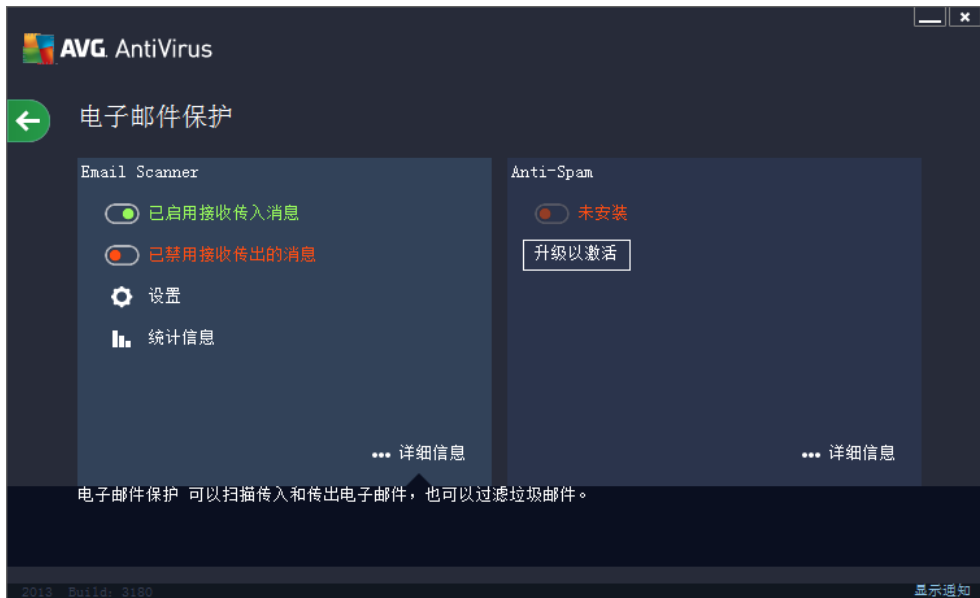 AVG. AntiVirus
电子邮件保护
Email Scanner
已启用接收传入消息
已禁用接收传出的消息
设置
统计信息
详细信息
Anti-Spam
未安装
升级以激活
详细信息
电子邮件保护 可以扫描传入和传出电子邮件，也可以过滤垃圾邮件。
2013 Build: 3180
显示通知